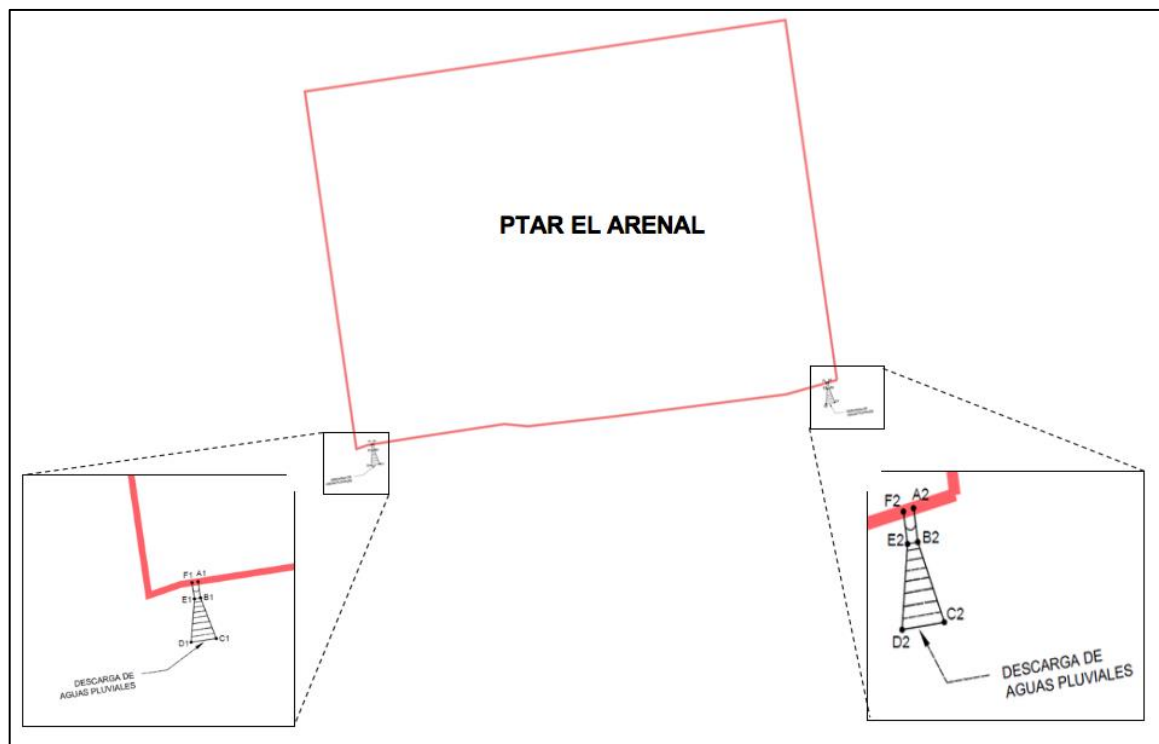 PTAR EL ARENAL
F1 A1
E1 B1
D1 C1
DESCARGA DE
AGUAS PLUVIALES
F2 A2
E2 B2
C2
D2
DESCARGA DE
AGUAS PLUVIALES